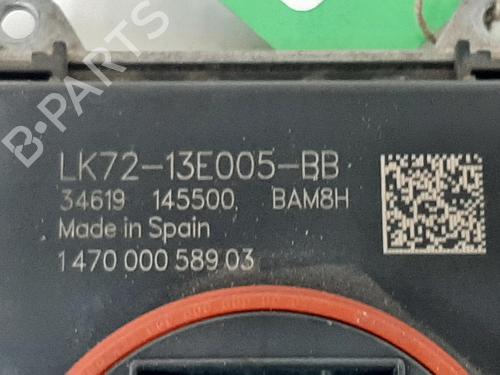 B-PARTS
LK72-13E005-BB
34619 145500 BAM8H
Made in Spain
1 470 000 589 03